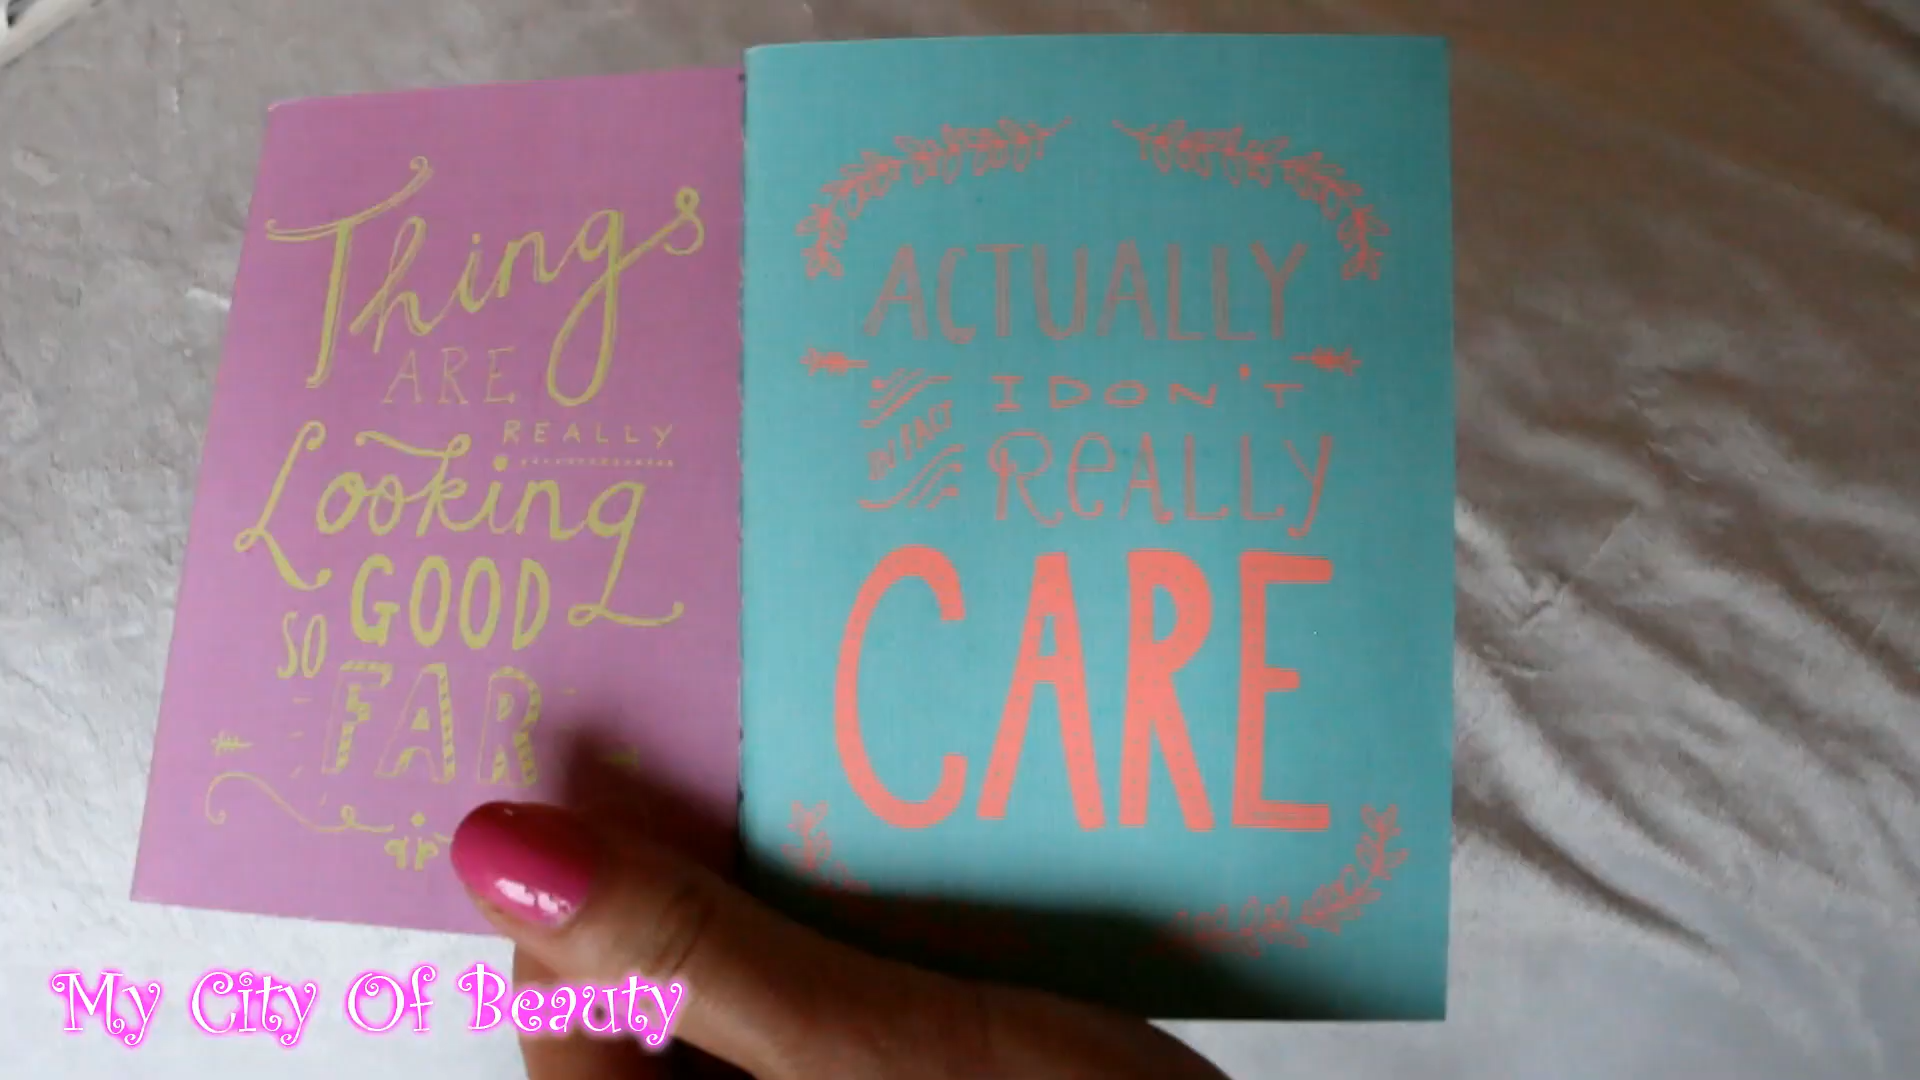 Things
ARE
REALLY
Looking
GOOD
SO
FAR
ACTUALLY
IN FACT
I DON'T
REALLY
CARE
My City Of Beauty